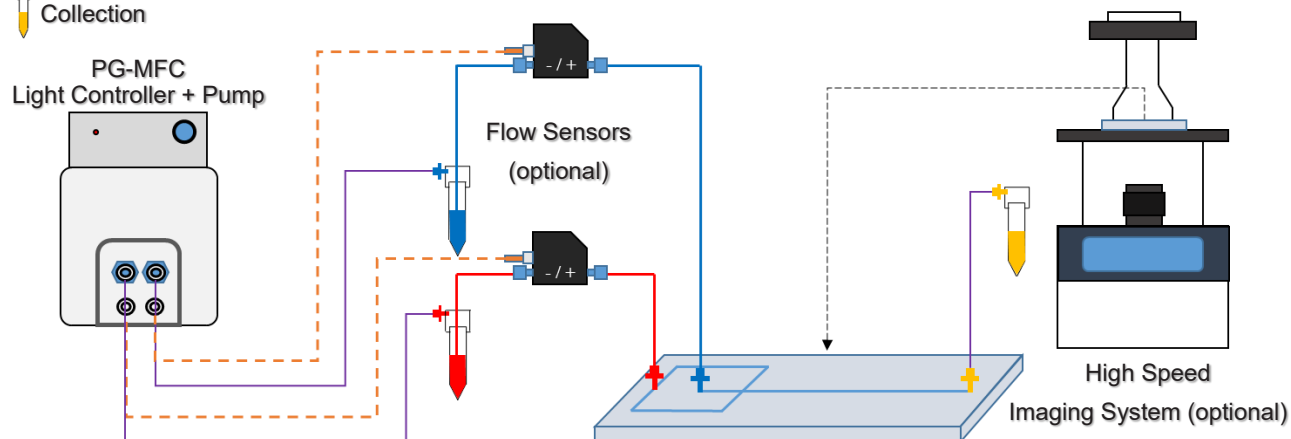 Collection
PG-MFC
Light Controller + Pump
- / +
Flow Sensors
(optional)
- / +
High Speed
Imaging System (optional)